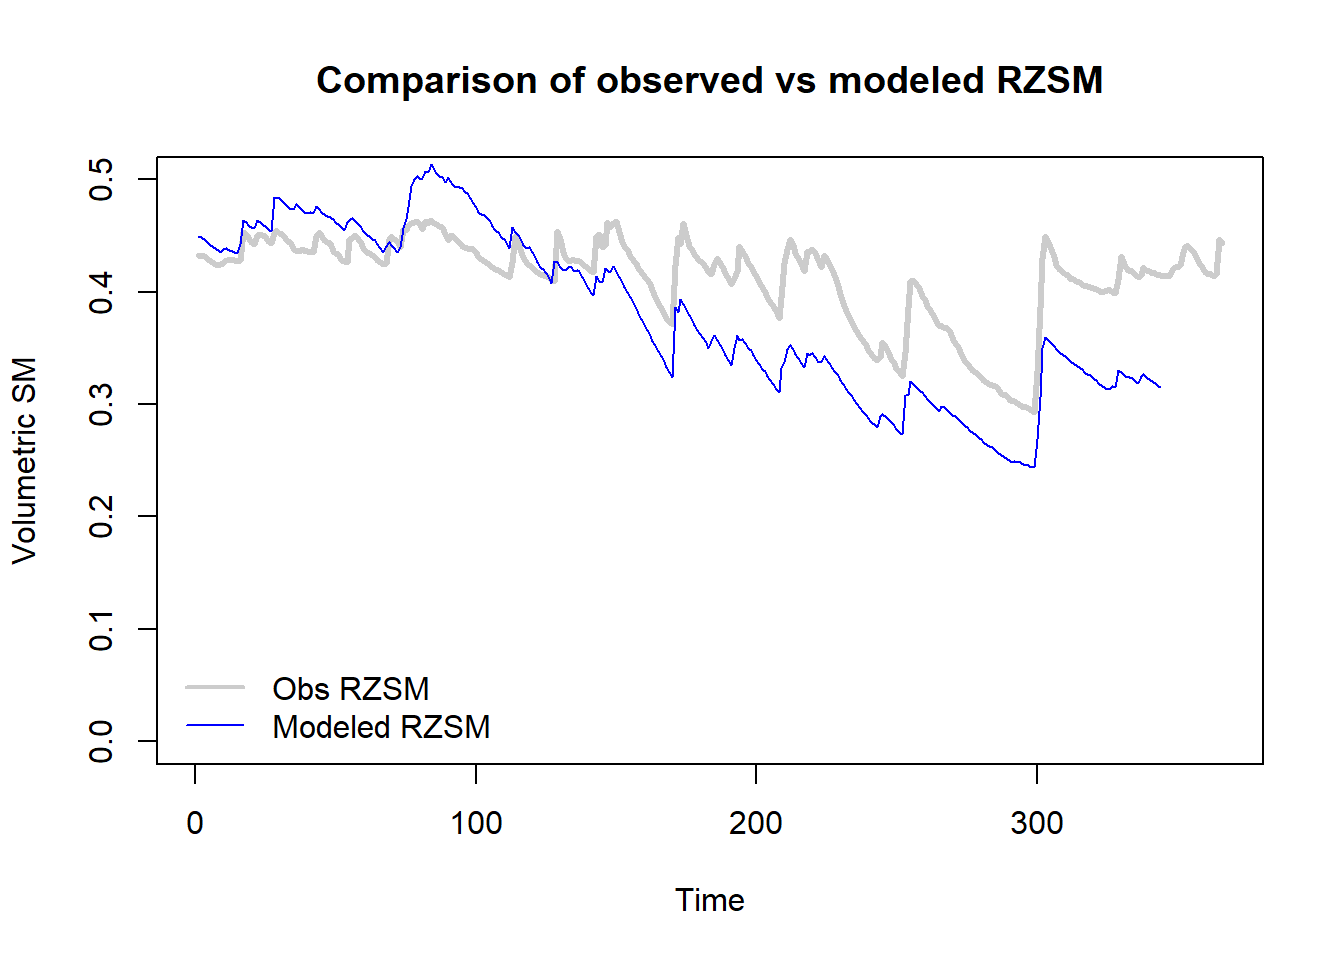 Comparison of observed vs modeled RZSM
Volumetric SM
0.5
0.4
0.3
0.2
0.1
0.0
Obs RZSM
Modeled RZSM
0 100 200 300
Time